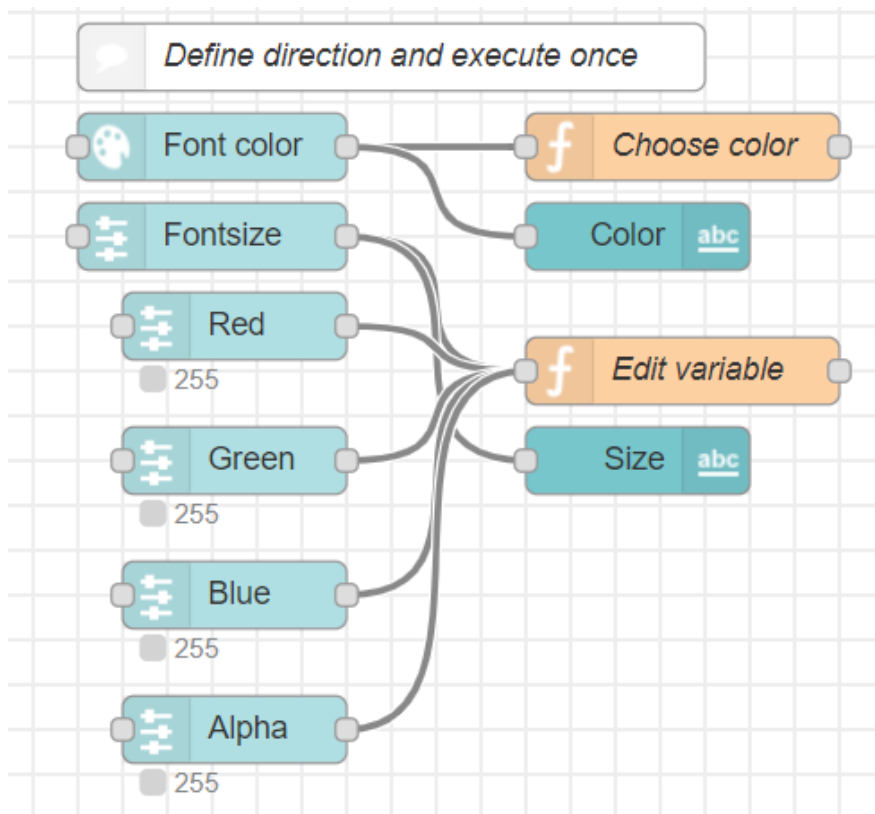 Define direction and execute once
Font color
Choose color
Fontsize
Color abc
Red
255
Edit variable
Green
255
Size abc
Blue
255
Alpha
255